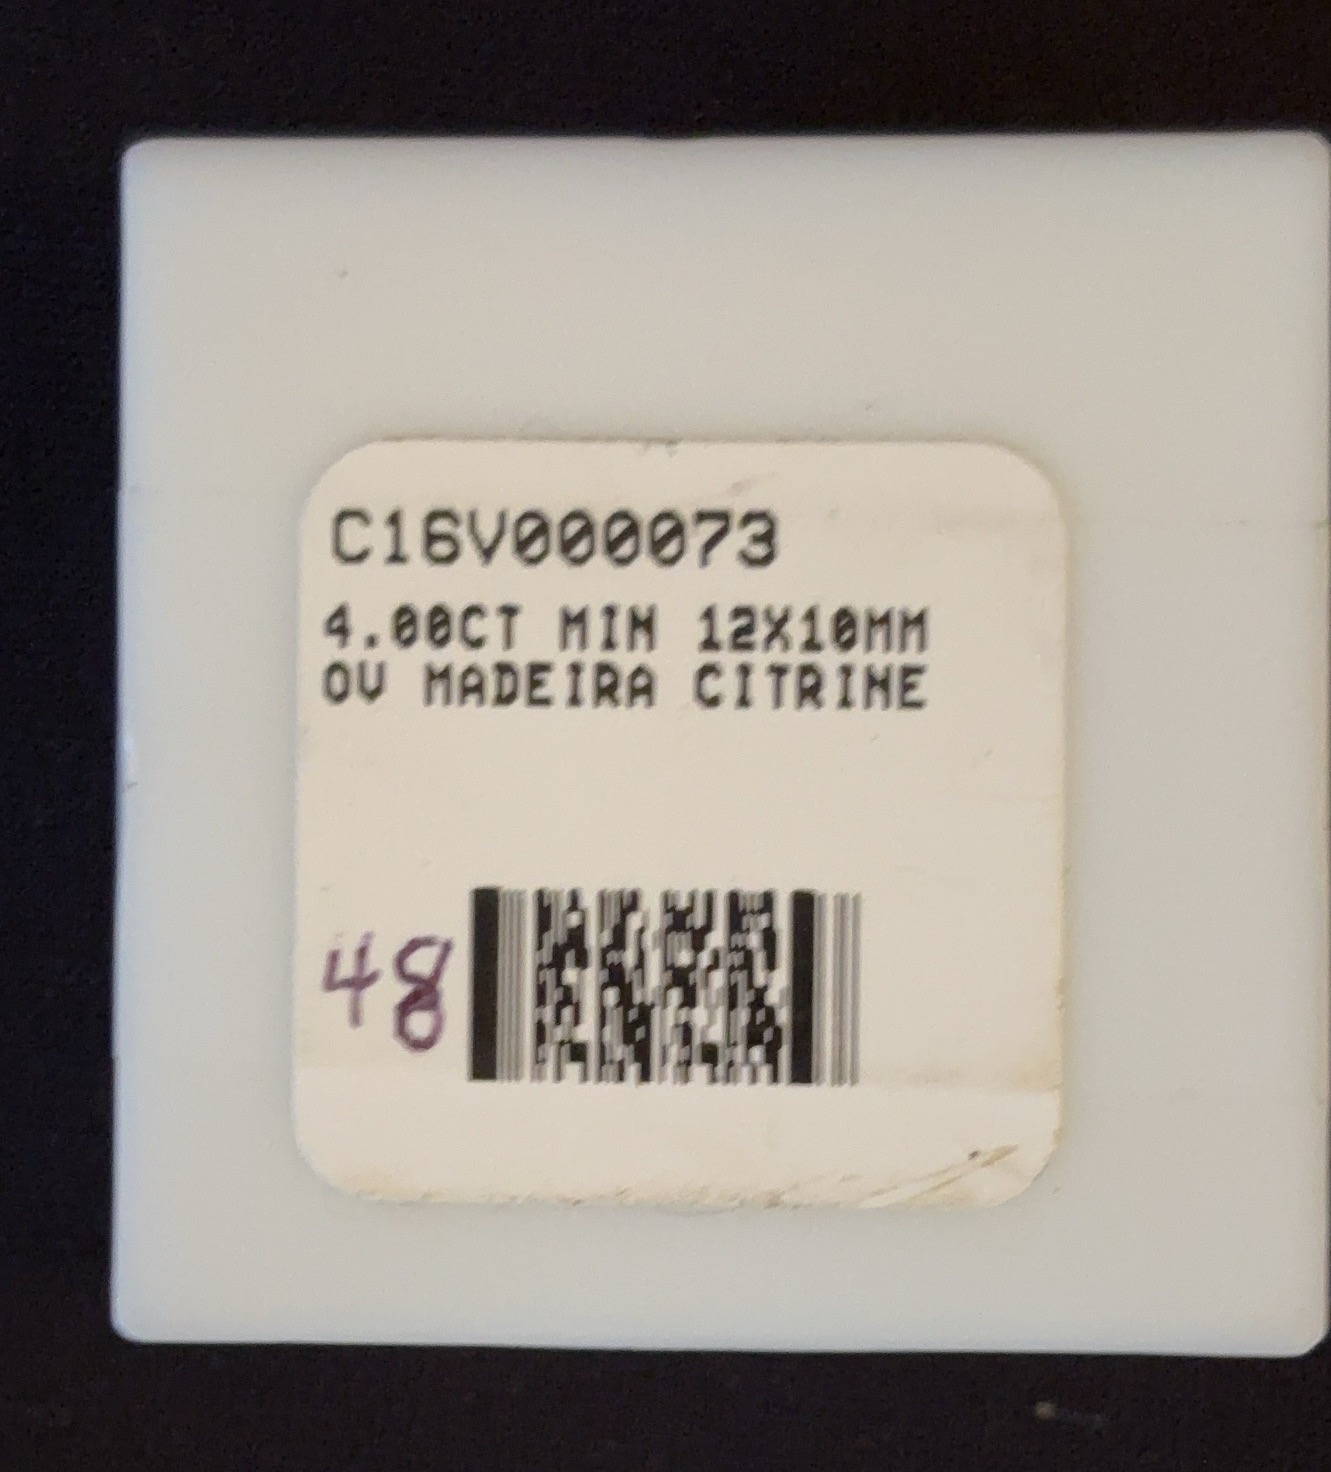 C16V000073
4.00CT MIN 12X10MM
OV MADEIRA CITRINE
48